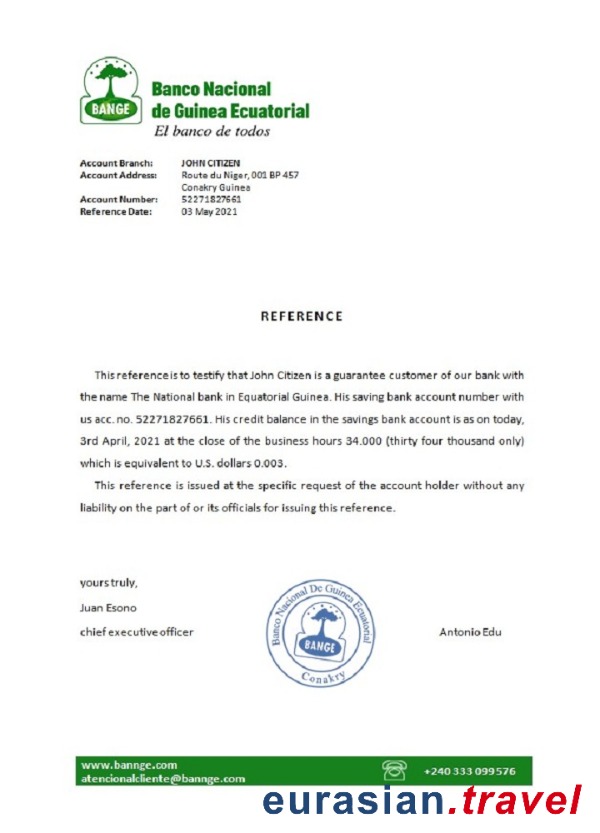 BANGE
Banco Nacional
de Guinea Ecuatorial
El banco de todos
Account Branch: JOHN CITIZEN
Account Address: Route du Niger, 001 BP 457
Conakry Guinea
Account Number: 52271827661
Reference Date: 03 May 2021
REFERENCE
This reference is to testify that John Citizen is a guarantee customer of our bank with
the name The National bank in Equatorial Guinea. His saving bank account number with
us acc. no. 52271827661. His credit balance in the savings bank account is as on today,
3rd April, 2021 at the close of the business hours 34.000 (thirty four thousand only)
which is equivalent to U.S. dollars 0.003.
This reference is issued at the specific request of the account holder without any
liability on the part of or its officials for issuing this reference.
yours truly,
Juan Esono
chief executive officer
Antonio Edu
Banco Nacional De Guinea Ecuatorial
BANGE
Conakry
www.bannge.com
atencionalcliente@bannge.com
+240 333 099576
eurasian.travel